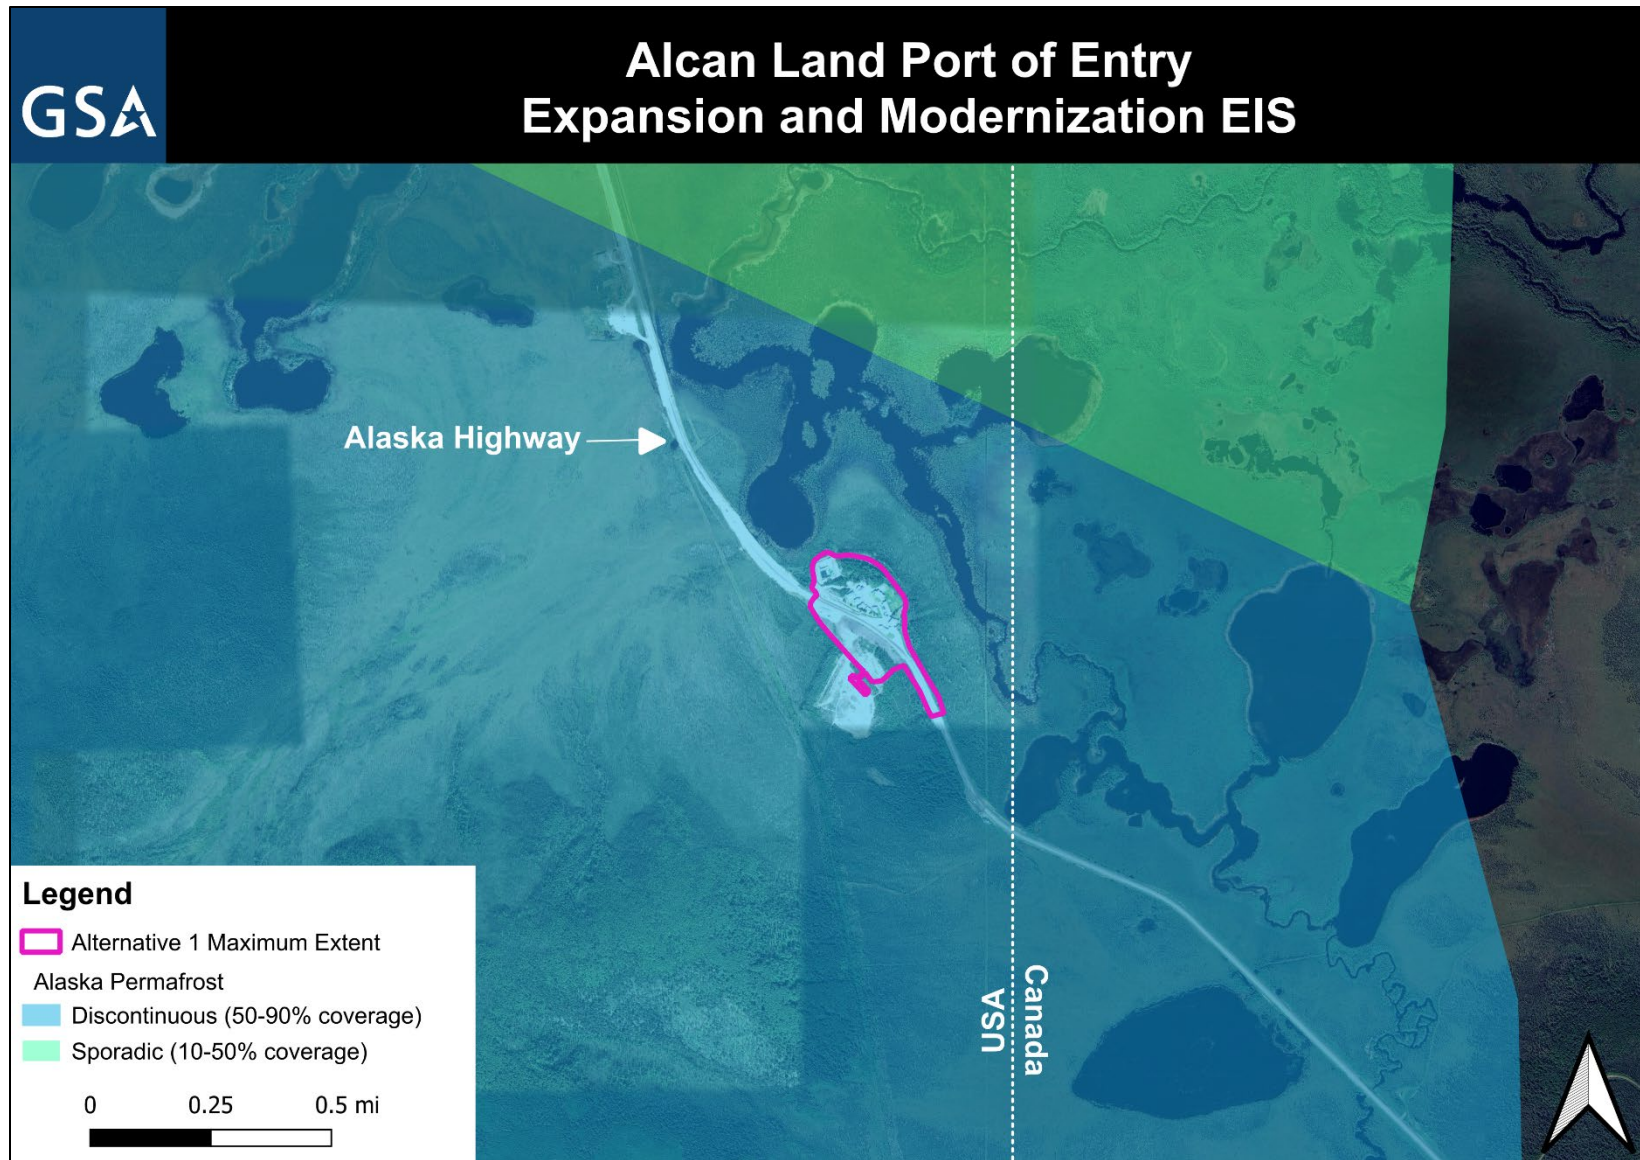 GSA
Alcan Land Port of Entry
Expansion and Modernization EIS
Alaska Highway
USA
Canada
Legend
Alternative 1 Maximum Extent
Alaska Permafrost
Discontinuous (50-90% coverage)
Sporadic (10-50% coverage)
0 0.25 0.5 mi